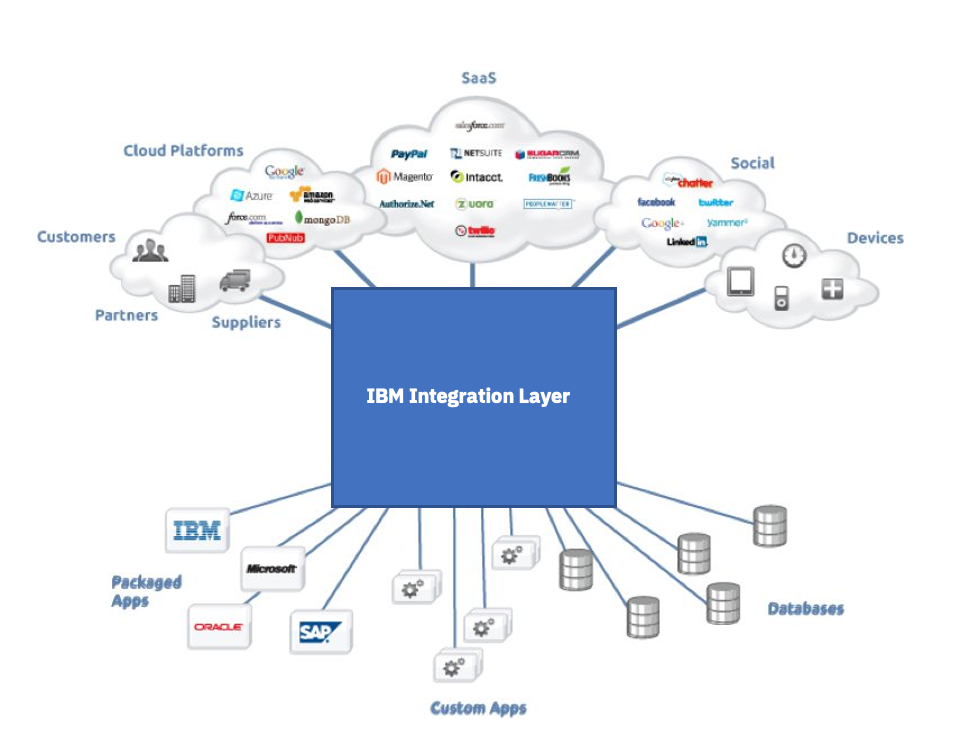 SaaS
salesforce.com
PayPal
NETSUITE
SUGARCRM
Magento
Intacct.
FRESHBOOKS
Authorize.Net
zuora
PEOPLEMATTER
twilio
Cloud Platforms
Google
Azure
amazon
web services
force.com
mongoDB
PubNub
Social
chatter
facebook
twitter
Google+
yammer
Linked in
Customers
Partners
Suppliers
Devices
IBM Integration Layer
IBM
Microsoft
Packaged
Apps
ORACLE
SAP
Custom Apps
Databases